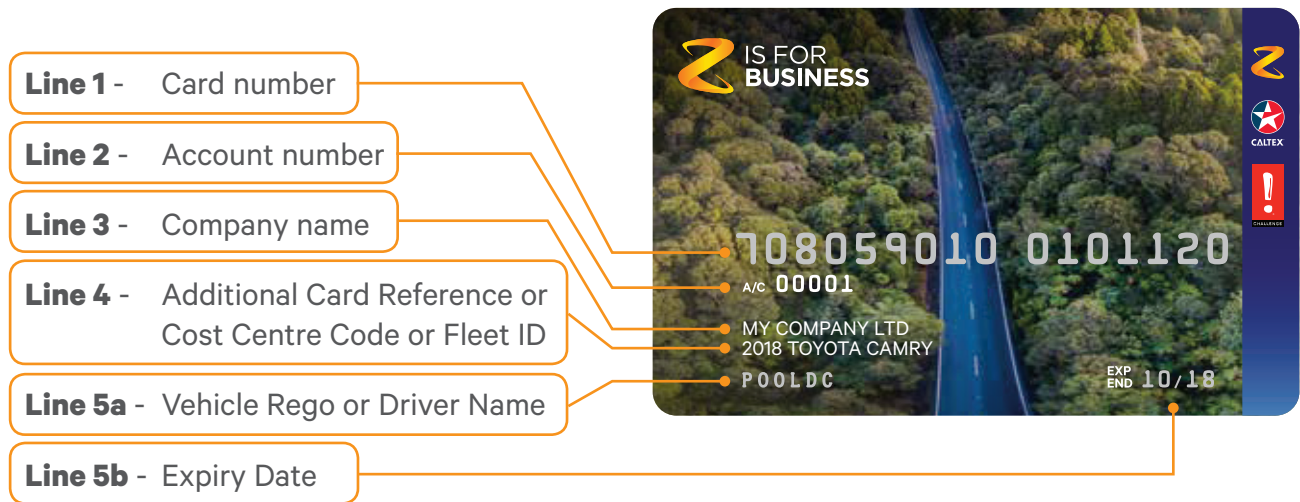 Line 1 - Card number
Line 2 - Account number
Line 3 - Company name
Line 4 - Additional Card Reference or
Cost Centre Code or Fleet ID
Line 5a - Vehicle Rego or Driver Name
Line 5b - Expiry Date
Z IS FOR
BUSINESS
708059010 0101120
A/C 00001
MY COMPANY LTD
2018 TOYOTA CAMRY
POOLDC
EXP
END 10/18
Z
CALTEX
!
CHALLENGE